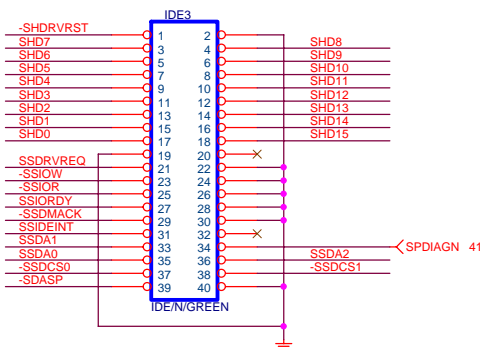 IDE3
-SHDRVRST 1 2
SHD7 3 4 SHD8
SHD6 5 6 SHD9
SHD5 7 8 SHD10
SHD4 9 10 SHD11
SHD3 11 12 SHD12
SHD2 13 14 SHD13
SHD1 15 16 SHD14
SHD0 17 18 SHD15
19 20
SSDRVREQ 21 22
-SSIOW 23 24
-SSIOR 25 26
SSIORDY 27 28
-SSDMACK 29 30
SSIDEINT 31 32
SSDA1 33 34 SPDIAGN 41
SSDA0 35 36 SSDA2
-SSDCS0 37 38 -SSDCS1
-SDASP 39 40
IDE/N/GREEN